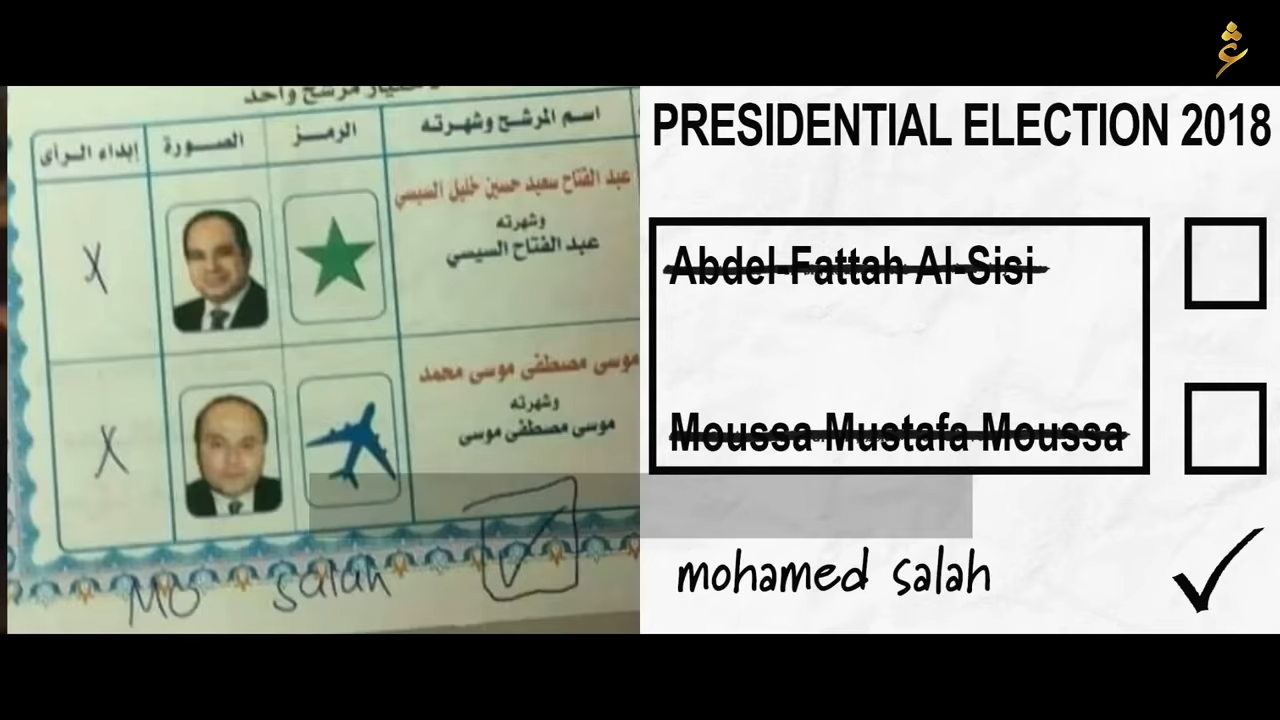 مرشح واحد
اسم المرشح وشهرته
الرمز
الصورة
إبداء الرأى
عبد الفتاح سعيد حسين خليل السيسي
وشهرته
عبد الفتاح السيسي
X
موسى مصطفى موسى محمد
وشهرته
موسى مصطفى موسى
X
Mo salah
PRESIDENTIAL ELECTION 2018
Abdel-Fattah Al-Sisi
Moussa Mustafa Moussa
mohamed salah